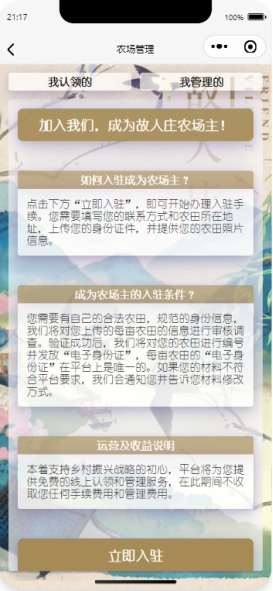 21:17
100%
农场管理
我认领的
我管理的
加入我们，成为故人庄农场主！
如何入驻成为农场主？
点击下方“立即入驻”，即可开始办理入驻手
续。您需要填写您的联系方式和农田所在地
址，上传您的身份证件，并提供您的农田照片
信息。
成为农场主的入驻条件？
您需要有自己的合法农田，规范的身份信息，
我们将对您上传的每亩农田的信息进行审核调
查。验证成功后，我们将对您的农田进行编号
并发放“电子身份证”，每亩农田的“电子身
份证”在平台上是唯一的。如果您的材料不符
合平台要求，我们会通知您并告诉您材料修改
方式。
运营及收益说明
本着支持乡村振兴战略的初心，平台将为您提
供免费的线上认领和管理服务，在此期间不收
取您任何手续费用和管理费用。
立即入驻